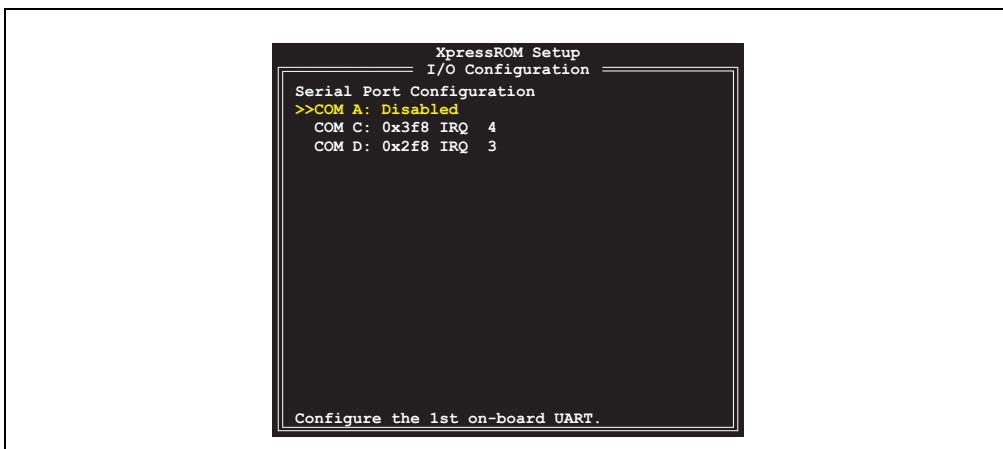 XpressROM Setup
I/O Configuration
Serial Port Configuration
>>COM A: Disabled
COM C: 0x3f8 IRQ 4
COM D: 0x2f8 IRQ 3
Configure the 1st on-board UART.